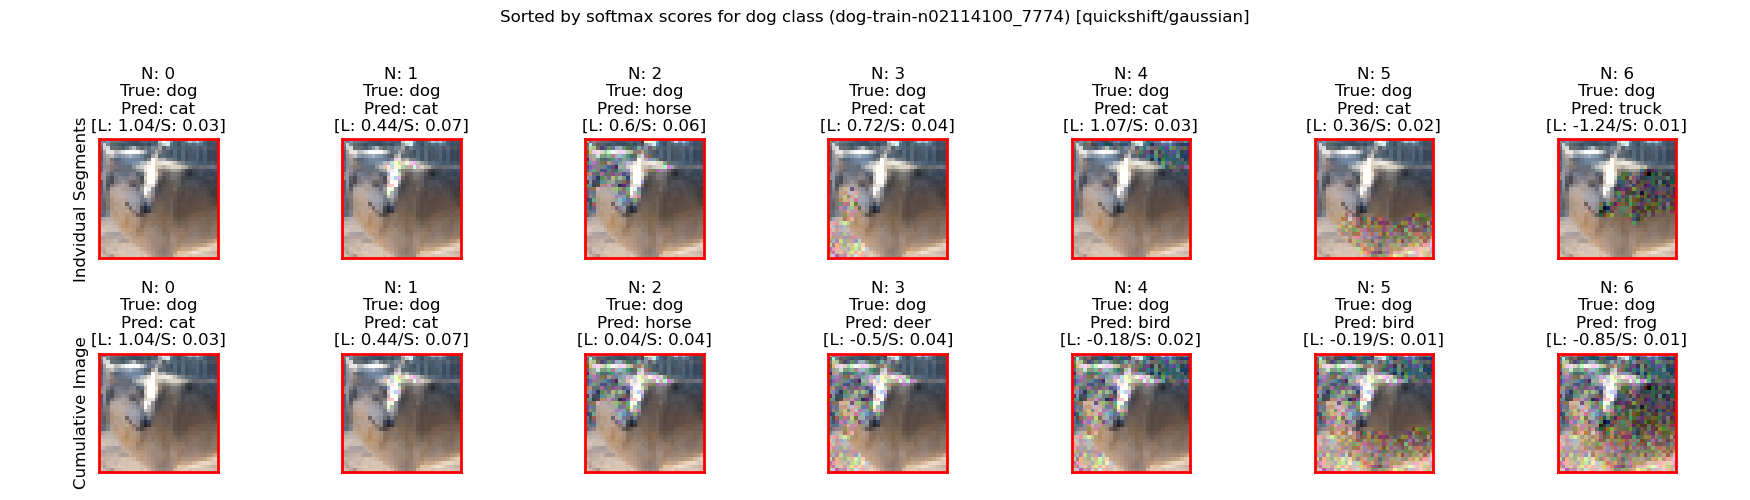 Sorted by softmax scores for dog class (dog-train-n02114100_7774) [quickshift/gaussian]
Indvidual Segments
N: 0
True: dog
Pred: cat
[L: 1.04/S: 0.03]
N: 1
True: dog
Pred: cat
[L: 0.44/S: 0.07]
N: 2
True: dog
Pred: horse
[L: 0.6/S: 0.06]
N: 3
True: dog
Pred: cat
[L: 0.72/S: 0.04]
N: 4
True: dog
Pred: cat
[L: 1.07/S: 0.03]
N: 5
True: dog
Pred: cat
[L: 0.36/S: 0.02]
N: 6
True: dog
Pred: truck
[L: -1.24/S: 0.01]
Cumulative Image
N: 0
True: dog
Pred: cat
[L: 1.04/S: 0.03]
N: 1
True: dog
Pred: cat
[L: 0.44/S: 0.07]
N: 2
True: dog
Pred: horse
[L: 0.04/S: 0.04]
N: 3
True: dog
Pred: deer
[L: -0.5/S: 0.04]
N: 4
True: dog
Pred: bird
[L: -0.18/S: 0.02]
N: 5
True: dog
Pred: bird
[L: -0.19/S: 0.01]
N: 6
True: dog
Pred: frog
[L: -0.85/S: 0.01]